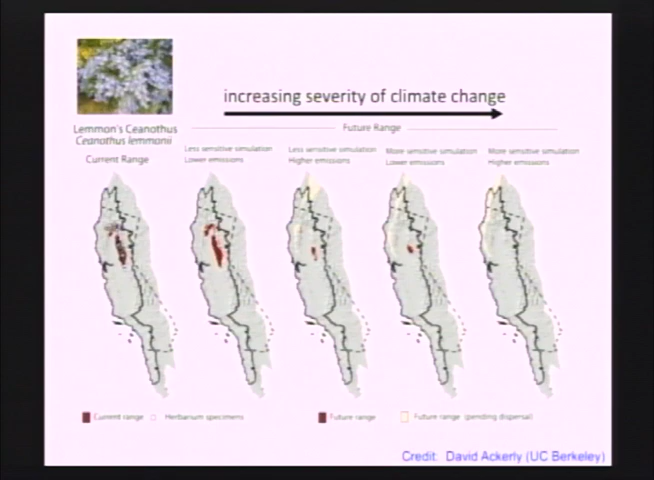 increasing severity of climate change
Lemmon's Ceanothus
Ceanothus lemmonii
Current Range
Future Range
Less sensitive simulation
Lower emissions
Less sensitive simulation
Higher emissions
More sensitive simulation
Lower emissions
More sensitive simulation
Higher emissions
Current range
Herbarium specimens
Future range
Future range (pending dispersal)
Credit: David Ackerly (UC Berkeley)